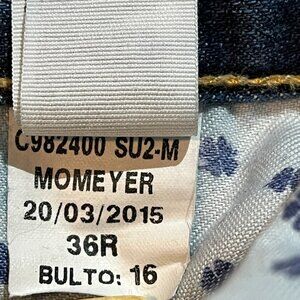 C982400 SU2-M
MOMEYER
20/03/2015
36R
BULTO: 16